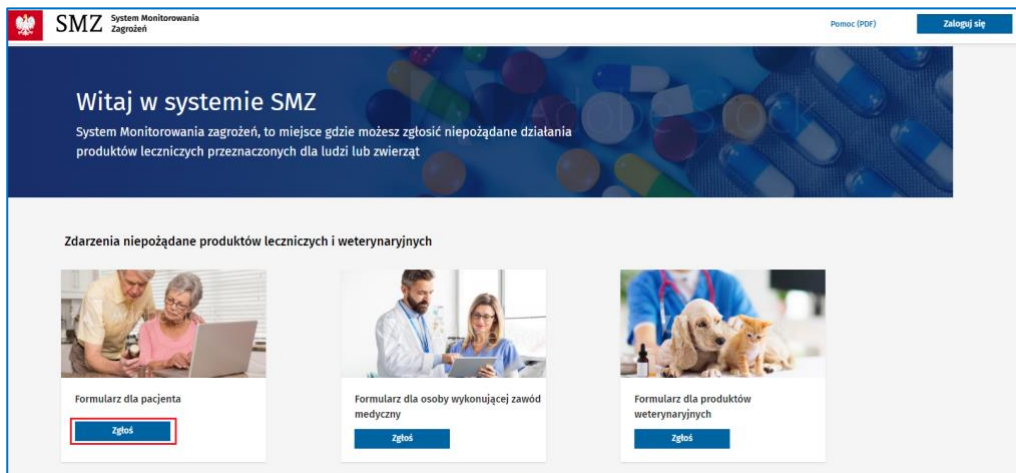 SMZ System Monitorowania
Zagrożeń
Pomoc (PDF)
Zaloguj się
Witaj w systemie SMZ
System Monitorowania zagrożeń, to miejsce gdzie możesz zgłosić niepożądane działania
produktów leczniczych przeznaczonych dla ludzi lub zwierząt
Adobe Stock
Zdarzenia niepożądane produktów leczniczych i weterynaryjnych
Formularz dla pacjenta
Zgłoś
Formularz dla osoby wykonującej zawód
medyczny
Zgłoś
Formularz dla produktów
weterynaryjnych
Zgłoś